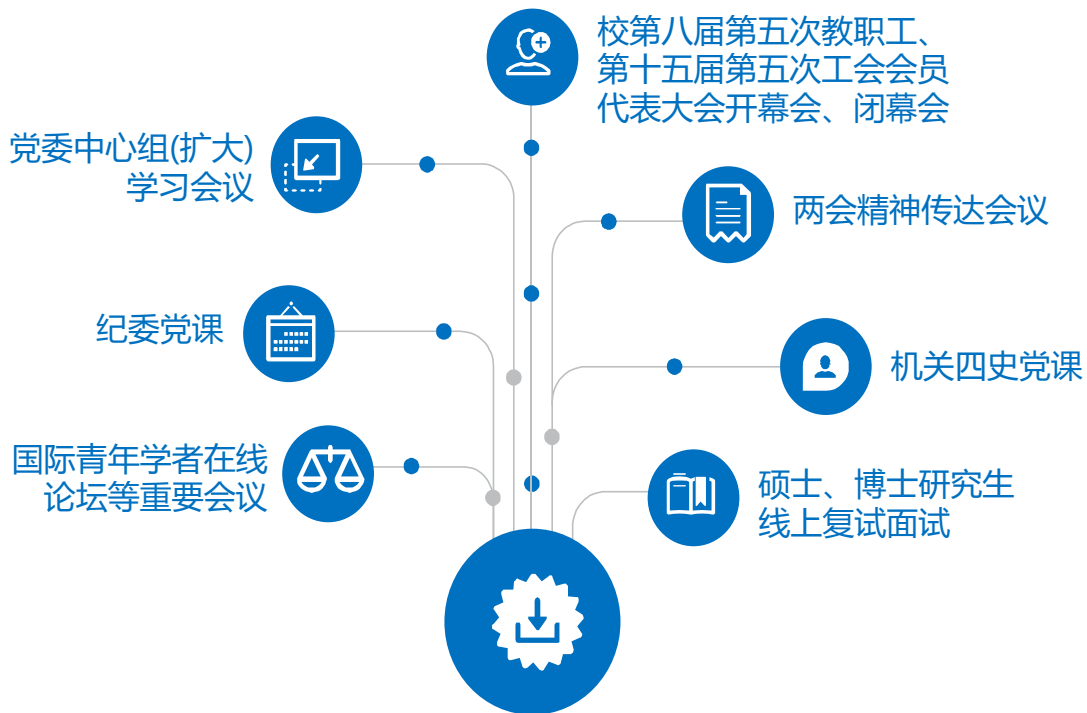 校第八届第五次教职工、
第十五届第五次工会会员
代表大会开幕会、闭幕会
党委中心组(扩大)
学习会议
两会精神传达会议
纪委党课
机关四史党课
国际青年学者在线
论坛等重要会议
硕士、博士研究生
线上复试面试